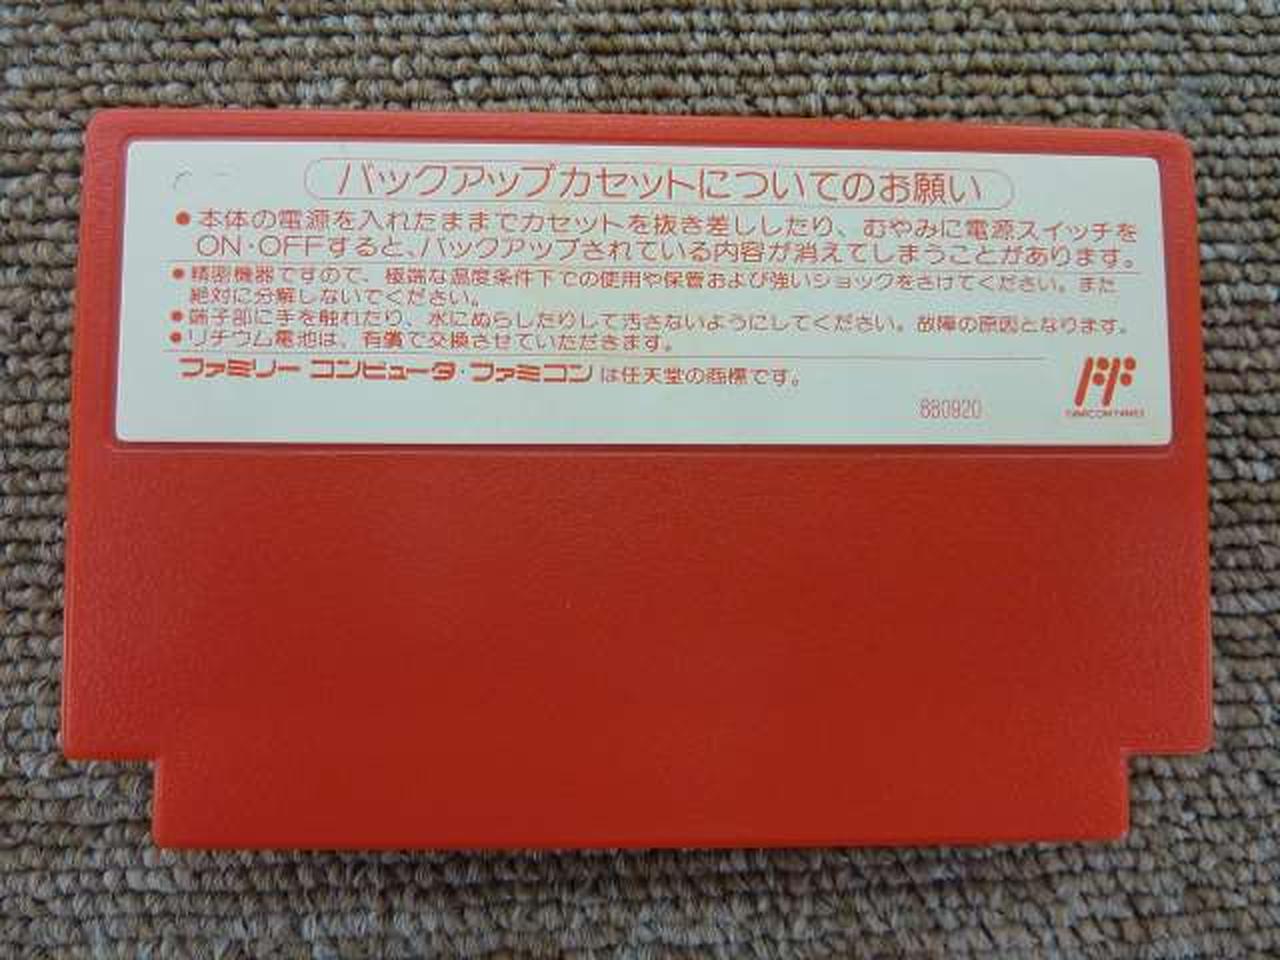 バックアップカセットについてのお願い
●本体の電源を入れたままでカセットを抜き差ししたり、むやみに電源スイッチを
ON・OFFすると、バックアップされている内容が消えてしまうことがあります。
●精密機器ですので、極端な温度条件下での使用や保管および強いショックをさけてください。また
絶対に分解しないでください。
●端子部に手を触れたり、水にぬらしたりして汚さないようにしてください。故障の原因となります。
●リチウム電池は、有償で交換させていただきます。
ファミリー コンピュータ・ファミコンは任天堂の商標です。
880920